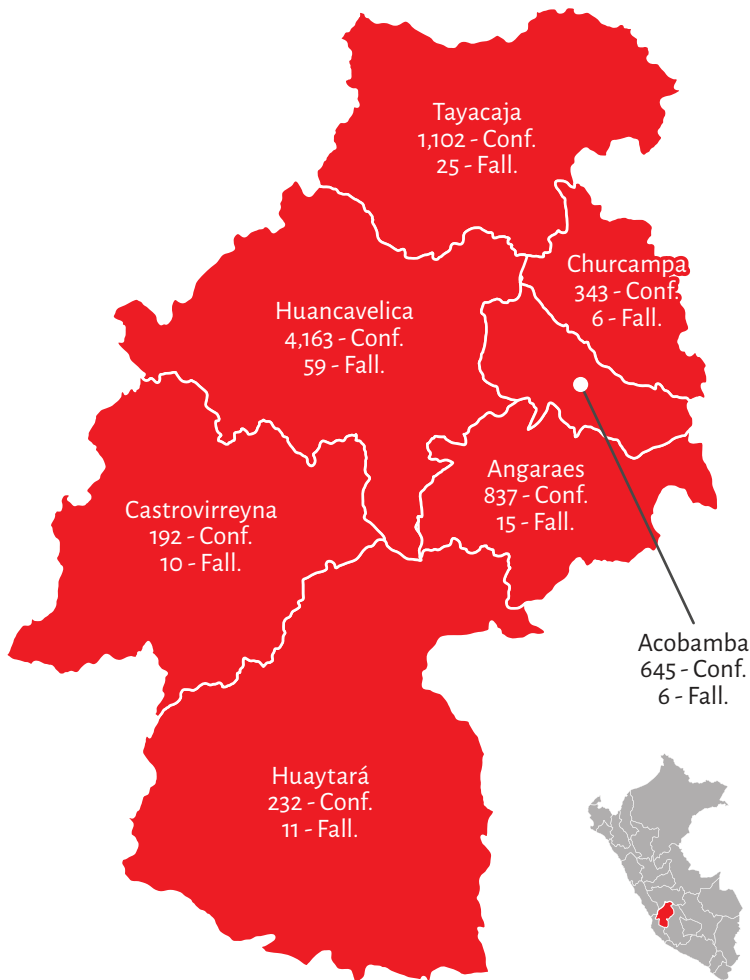 Tayacaja
1,102 - Conf.
25 - Fall.
Churcampa
343 - Conf.
6 - Fall.
Huancavelica
4,163 - Conf.
59 - Fall.
Angaraes
837 - Conf.
15 - Fall.
Castrovirreyna
192 - Conf.
10 - Fall.
Acobamba
645 - Conf.
6 - Fall.
Huaytará
232 - Conf.
11 - Fall.